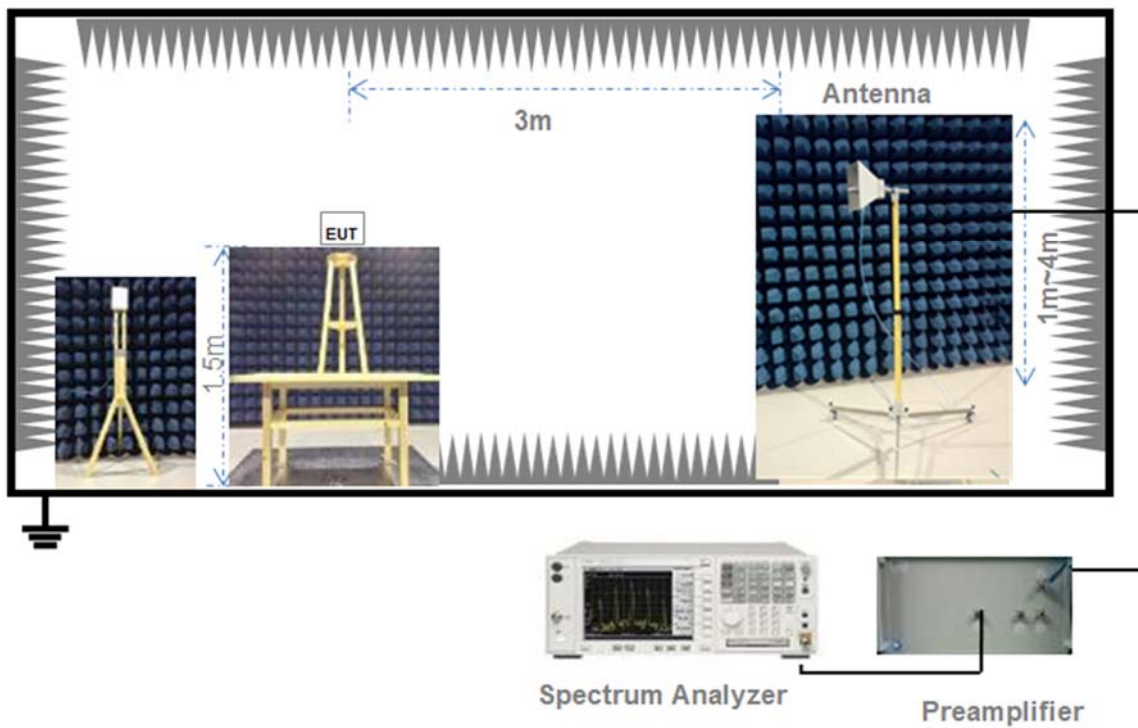 Antenna
3m
EUT
1.5m
1m~4m
Spectrum Analyzer
Preamplifier